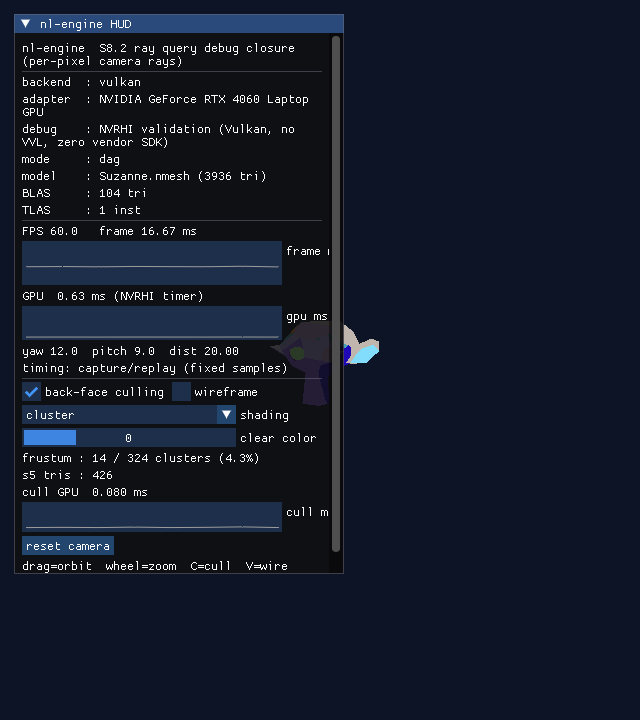 nl-engine HUD
nl-engine S8.2 ray query debug closure
(per-pixel camera rays)
backend : vulkan
adapter : NVIDIA GeForce RTX 4060 Laptop
GPU
debug : NVRHI validation (Vulkan, no
VVL, zero vendor SDK)
mode : dag
model : Suzanne.nmesh (3936 tri)
BLAS : 104 tri
TLAS : 1 inst
FPS 60.0 frame 16.67 ms
frame
GPU 0.63 ms (NVRHI timer)
gpu ms
yaw 12.0 pitch 9.0 dist 20.00
timing: capture/replay (fixed samples)
back-face culling wireframe
cluster shading
0 clear color
frustum : 14 / 324 clusters (4.3%)
s5 tris : 426
cull GPU 0.080 ms
cull m
reset camera
drag=orbit wheel=zoom C=cull V=wire